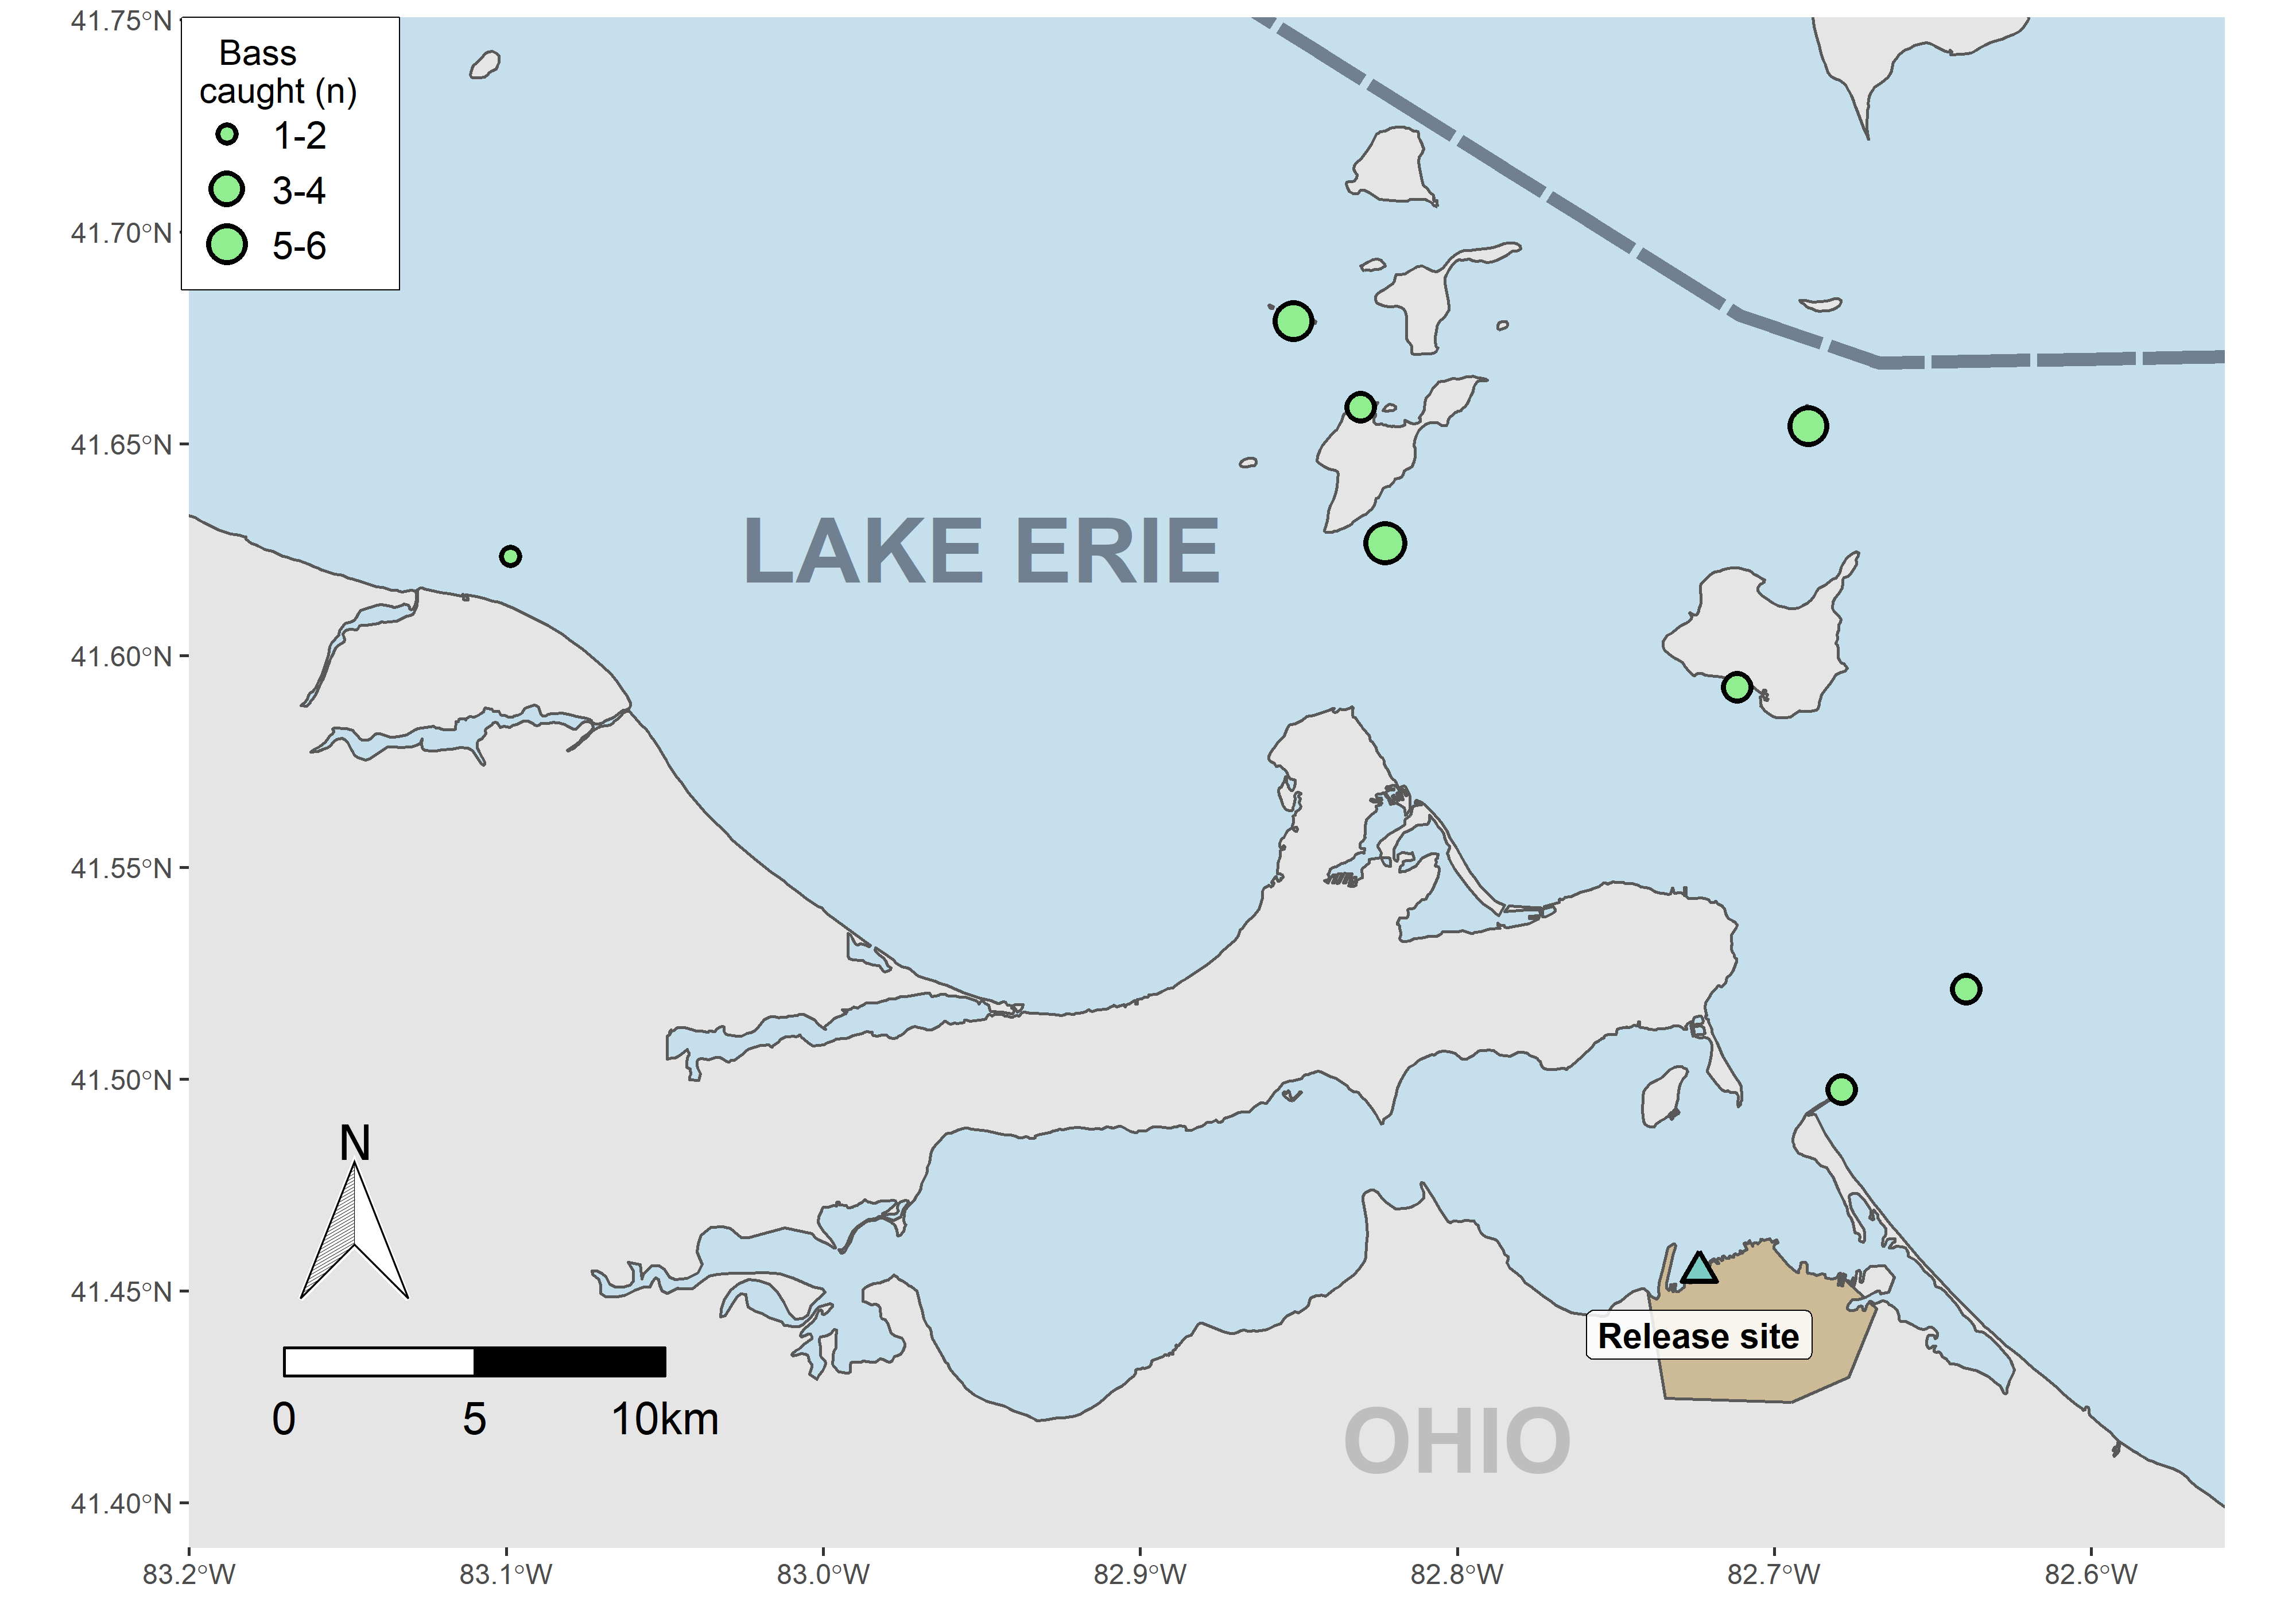 41.75°N
41.70°N
41.65°N
41.60°N
41.55°N
41.50°N
41.45°N
41.40°N
Bass
caught (n)
1-2
3-4
5-6
LAKE ERIE
N
0 5 10km
Release site
OHIO
83.2°W 83.1°W 83.0°W 82.9°W 82.8°W 82.7°W 82.6°W